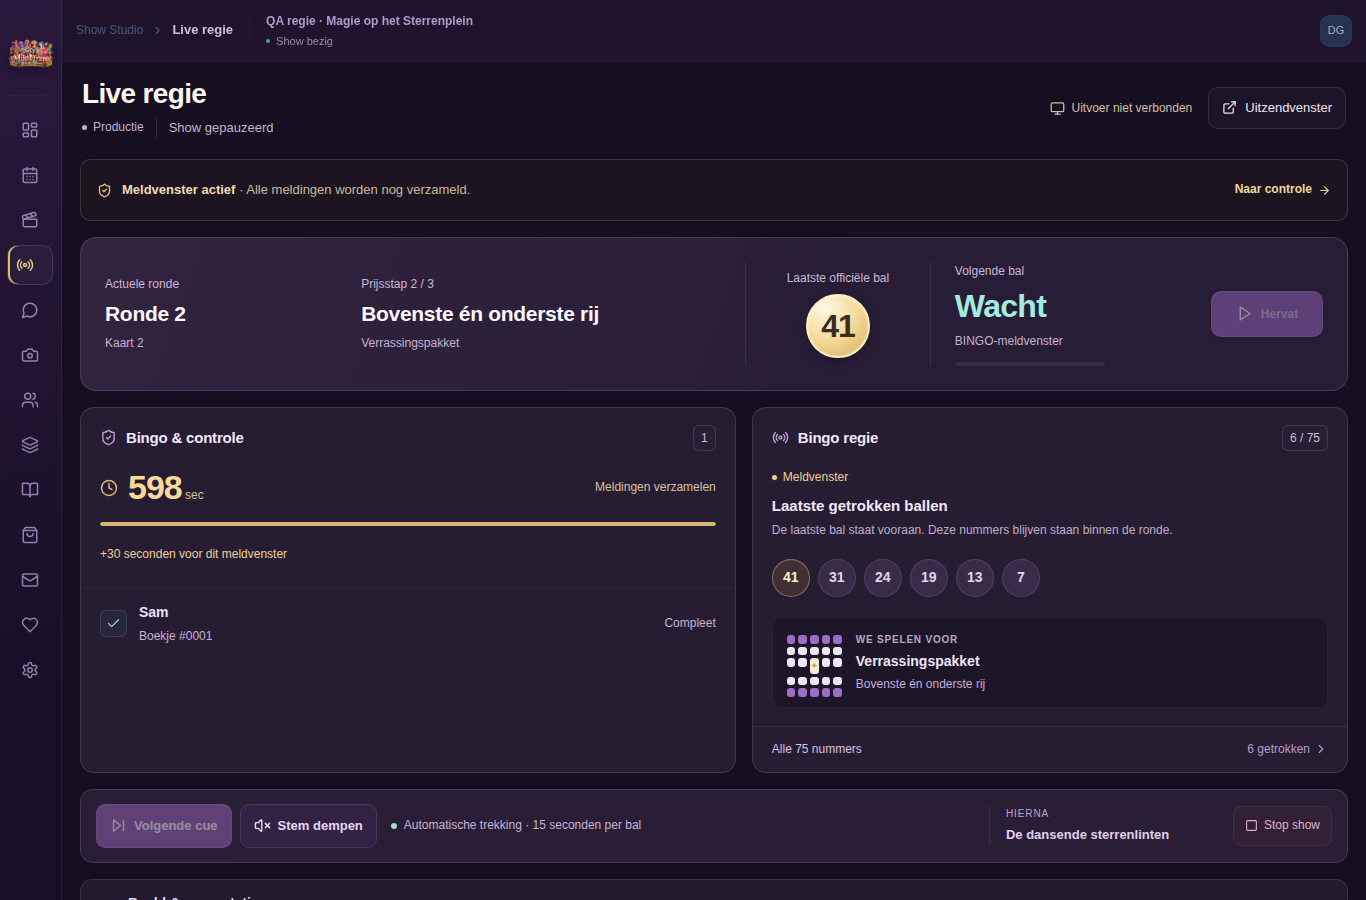 Show Studio
Live regie
QA regie · Magie op het Sterrenplein
Show bezig
DG
Live regie
Productie
Show gepauzeerd
Uitvoer niet verbonden
Uitzendvenster
Meldvenster actief · Alle meldingen worden nog verzameld.
Naar controle
Actuele ronde
Ronde 2
Kaart 2
Prijsstap 2 / 3
Bovenste én onderste rij
Verrassingspakket
Laatste officiële bal
41
Volgende bal
Wacht
BINGO-meldvenster
Hervat
Bingo & controle
1
598 sec
Meldingen verzamelen
+30 seconden voor dit meldvenster
Sam
Boekje #0001
Compleet
Bingo regie
6 / 75
Meldvenster
Laatste getrokken ballen
De laatste bal staat vooraan. Deze nummers blijven staan binnen de ronde.
41 31 24 19 13 7
WE SPELEN VOOR
Verrassingspakket
Bovenste én onderste rij
Alle 75 nummers
6 getrokken
Volgende cue
Stem dempen
Automatische trekking · 15 seconden per bal
HIERNA
De dansende sterrenlinten
Stop show